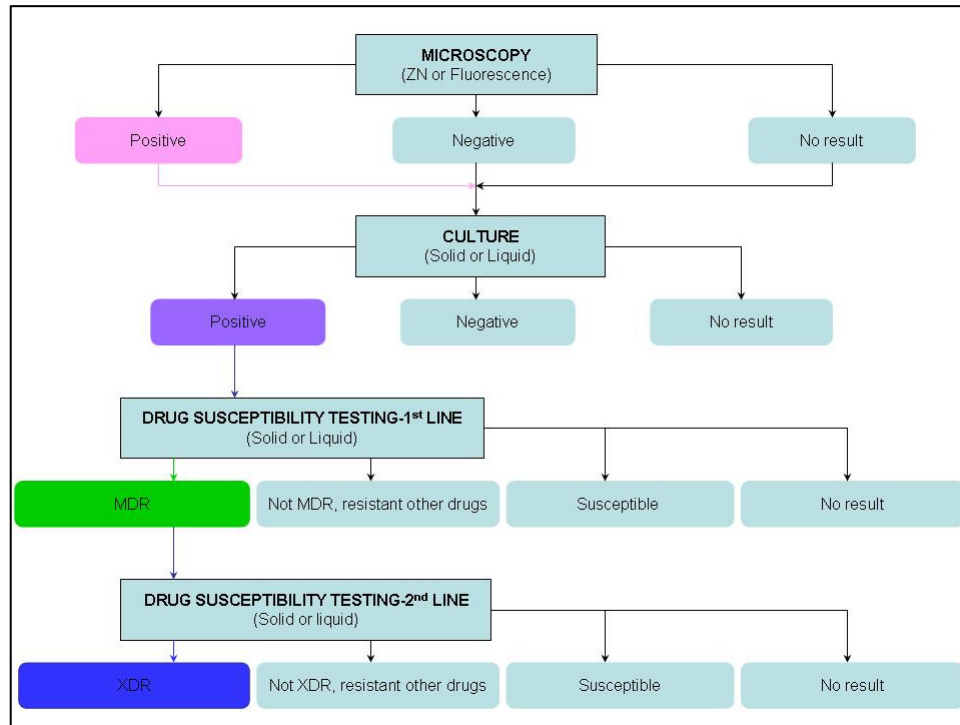 MICROSCOPY
(ZN or Fluorescence)
Positive
Negative
No result
CULTURE
(Solid or Liquid)
Positive
Negative
No result
DRUG SUSCEPTIBILITY TESTING-1st LINE
(Solid or Liquid)
MDR
Not MDR, resistant other drugs
Susceptible
No result
DRUG SUSCEPTIBILITY TESTING-2nd LINE
(Solid or liquid)
XDR
Not XDR, resistant other drugs
Susceptible
No result